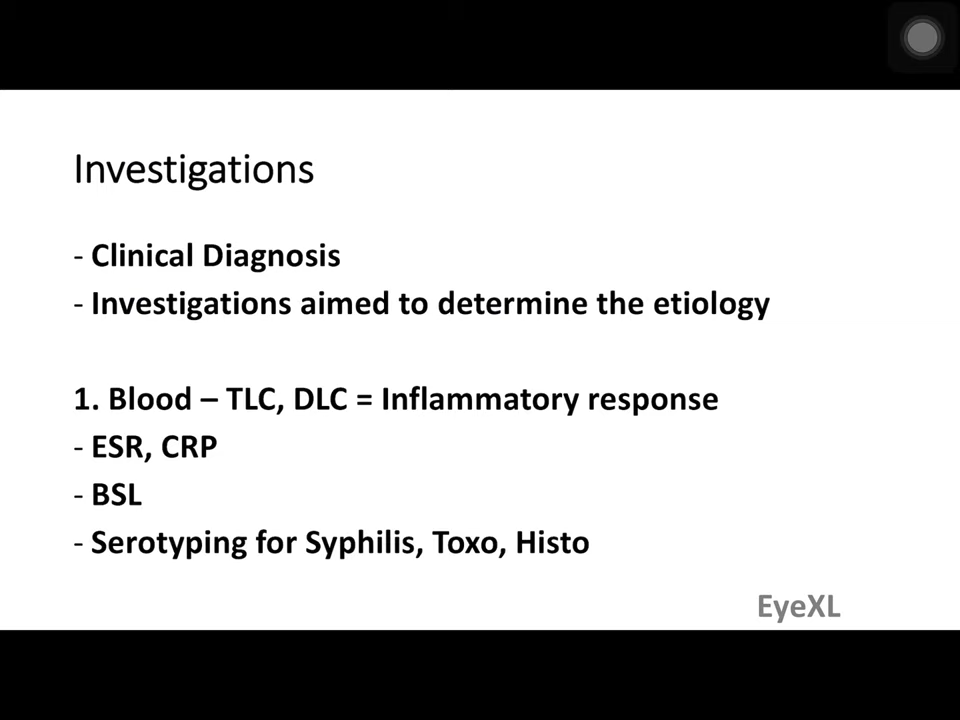 Investigations
- Clinical Diagnosis
- Investigations aimed to determine the etiology
1. Blood – TLC, DLC = Inflammatory response
- ESR, CRP
- BSL
- Serotyping for Syphilis, Toxo, Histo
EyeXL